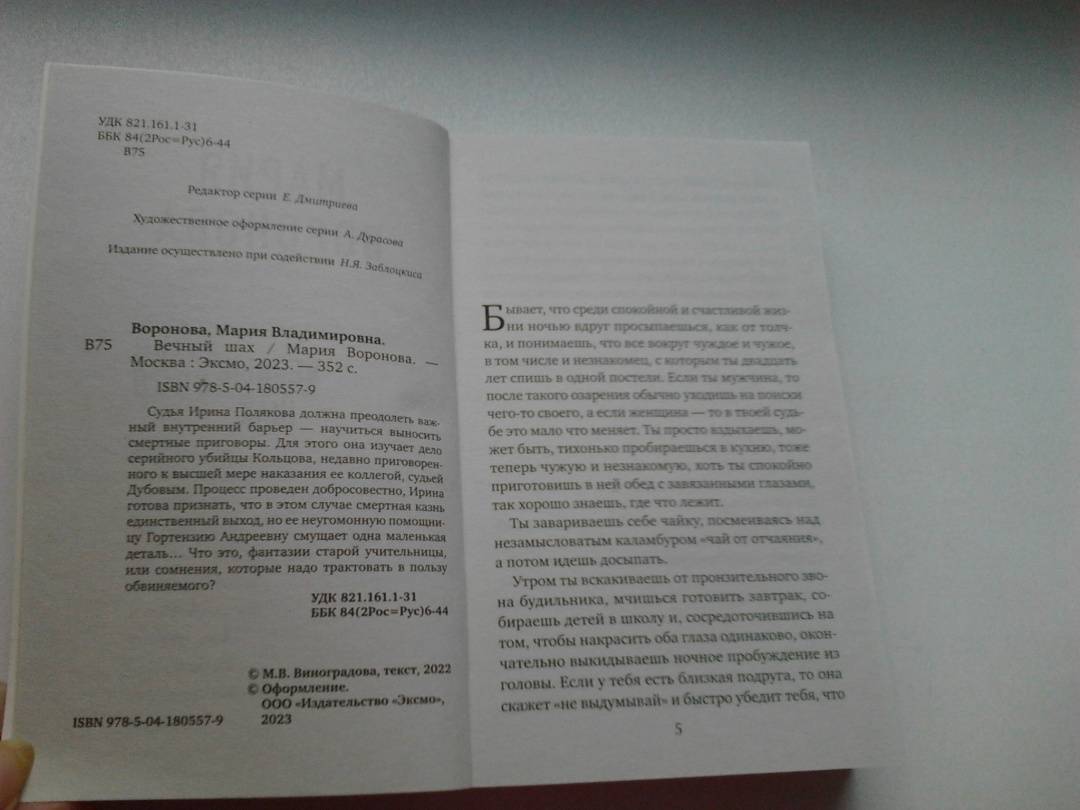 УДК 821.161.1-31
ББК 84(2Рос=Рус)6-44
В75
Редактор серии Е. Дмитриева
Художественное оформление серии А. Дурасова
Издание осуществлено при содействии Н.Я. Заблоцкиса
Воронова, Мария Владимировна.
В75 Вечный шах / Мария Воронова. —
Москва : Эксмо, 2023. — 352 с.
ISBN 978-5-04-180557-9
Судья Ирина Полякова должна преодолеть важ-
ный внутренний барьер — научиться выносить
смертные приговоры. Для этого она изучает дело
серийного убийцы Кольцова, недавно приговорен-
ного к высшей мере наказания ее коллегой, судьей
Дубовым. Процесс проведен добросовестно, Ирина
готова признать, что в этом случае смертная казнь
единственный выход, но ее неугомонную помощни-
цу Гортензию Андреевну смущает одна маленькая
деталь... Что это, фантазии старой учительницы,
или сомнения, которые надо трактовать в пользу
обвиняемого?
УДК 821.161.1-31
ББК 84(2Рос=Рус)6-44
© М.В. Виноградова, текст, 2022
© Оформление.
ООО «Издательство «Эксмо»,
2023
ISBN 978-5-04-180557-9
Бывает, что среди спокойной и счастливой жиз-
ни ночью вдруг просыпаешься, как от толч-
ка, и понимаешь, что все вокруг чуждое и чужое,
в том числе и незнакомец, с которым ты двадцать
лет спишь в одной постели. Если ты мужчина, то
после такого озарения обычно уходишь на поиски
чего-то своего, а если женщина — то в твоей судь-
бе это мало что меняет. Ты просто вздыхаешь, мо-
жет быть, тихонько пробираешься в кухню, тоже
теперь чужую и незнакомую, хоть ты спокойно
приготовишь в ней обед с завязанными глазами,
так хорошо знаешь, где что лежит.
Ты завариваешь себе чайку, посмеиваясь над
незамысловатым каламбуром «чай от отчаяния»,
а потом идешь досыпать.
Утром ты вскакиваешь от пронзительного зво-
на будильника, мчишься готовить завтрак, со-
бираешь детей в школу и, сосредоточившись на
том, чтобы накрасить оба глаза одинаково, окон-
чательно выкидываешь ночное пробуждение из
головы. Если у тебя есть близкая подруга, то она
скажет «не выдумывай» и быстро убедит тебя, что
5